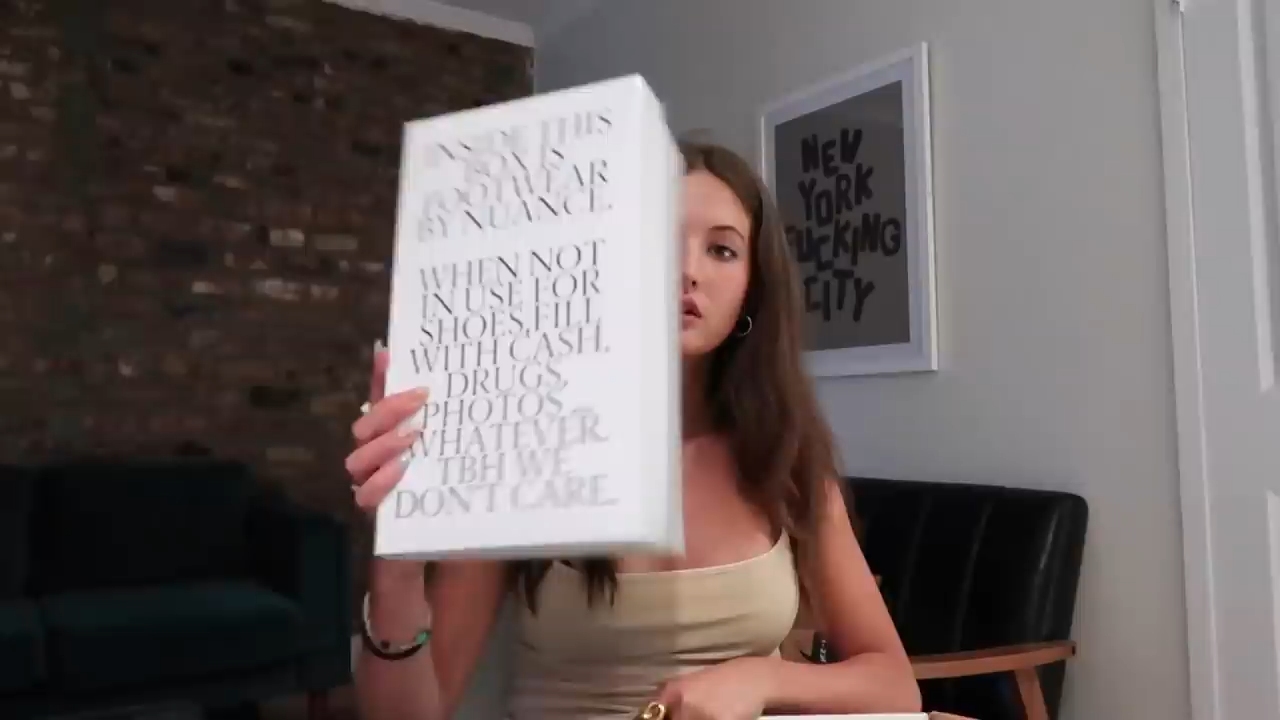 INSIDE THIS
BOX IS
FOOTWEAR
BY NUANCE.
WHEN NOT
IN USE FOR
SHOES, FILL
WITH CASH,
DRUGS,
PHOTOS
WHATEVER.
TBH WE
DON'T CARE.
NEW
YORK
FUCKING
CITY